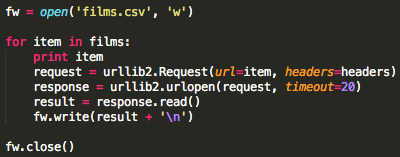 fw = open('films.csv', 'w')
for item in films:
    print item
    request = urllib2.Request(url=item, headers=headers)
    response = urllib2.urlopen(request, timeout=20)
    result = response.read()
    fw.write(result + '\n')
fw.close()